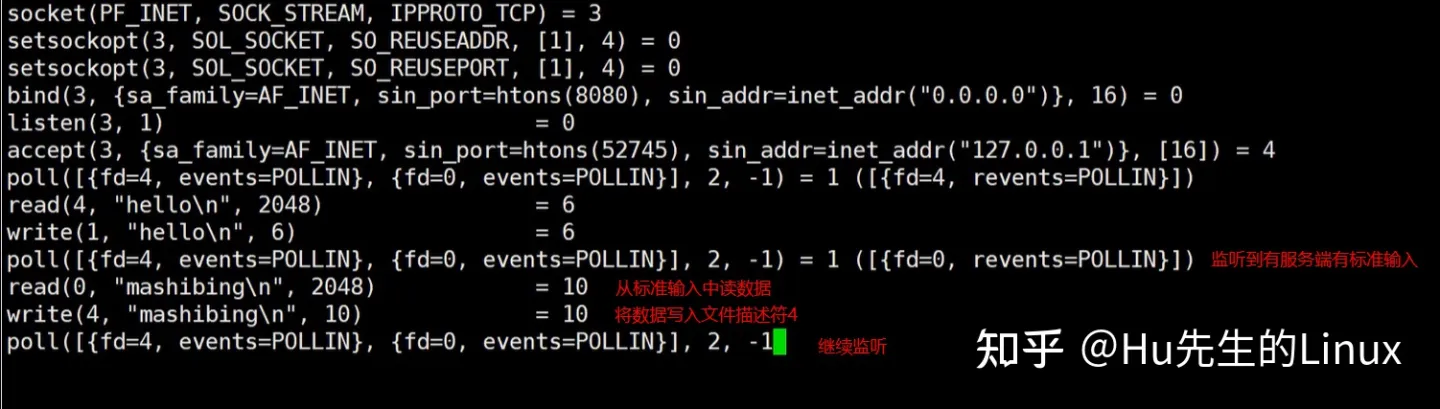 socket(PF_INET, SOCK_STREAM, IPPROTO_TCP) = 3
setsockopt(3, SOL_SOCKET, SO_REUSEADDR, [1], 4) = 0
setsockopt(3, SOL_SOCKET, SO_REUSEPORT, [1], 4) = 0
bind(3, {sa_family=AF_INET, sin_port=htons(8080), sin_addr=inet_addr("0.0.0.0")}, 16) = 0
listen(3, 1) = 0
accept(3, {sa_family=AF_INET, sin_port=htons(52745), sin_addr=inet_addr("127.0.0.1")}, [16]) = 4
poll([{fd=4, events=POLLIN}, {fd=0, events=POLLIN}], 2, -1) = 1 ([{fd=4, revents=POLLIN}])
read(4, "hello\n", 2048) = 6
write(1, "hello\n", 6) = 6
poll([{fd=4, events=POLLIN}, {fd=0, events=POLLIN}], 2, -1) = 1 ([{fd=0, revents=POLLIN}]) 监听到有服务端有标准输入
read(0, "mashibing\n", 2048) = 10 从标准输入中读数据
write(4, "mashibing\n", 10) = 10 将数据写入文件描述符4
poll([{fd=4, events=POLLIN}, {fd=0, events=POLLIN}], 2, -1 继续监听
知乎 @Hu先生的Linux